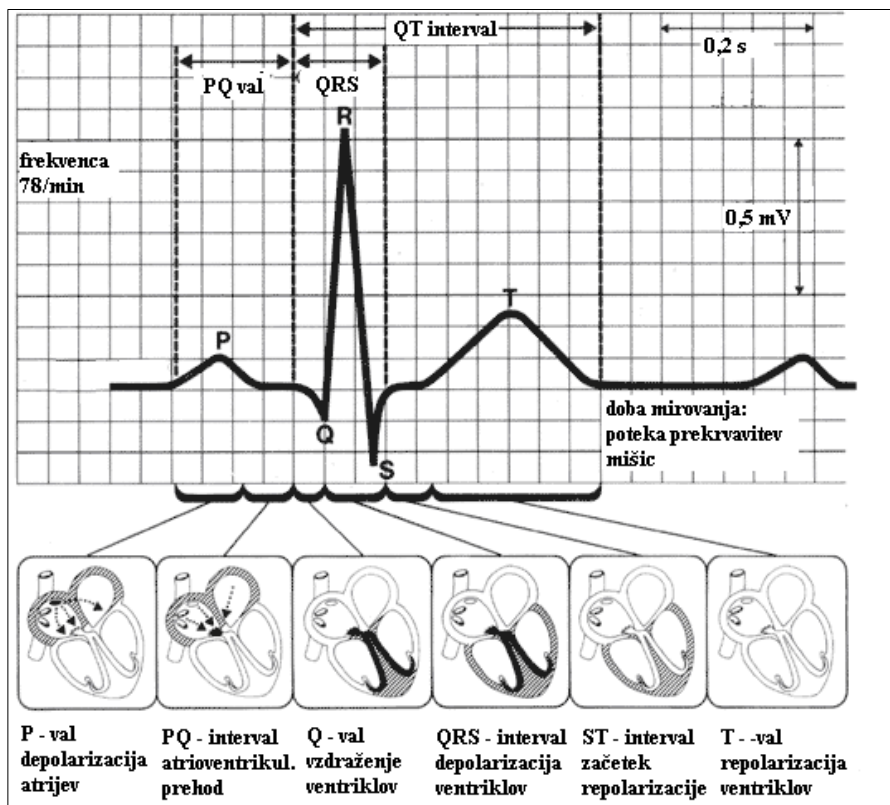 QT interval
0,2 s
PQ val
QRS
R
frekvenca
78/min
0,5 mV
T
P
Q
S
doba mirovanja:
poteka prekrvavitev
mišic
P - val
depolarizacija
atrijev
PQ - interval
atrioventrikul.
prehod
Q - val
vzdraženje
ventriklov
QRS - interval
depolarizacija
ventriklov
ST - interval
začetek
repolarizacije
T - -val
repolarizacija
ventriklov